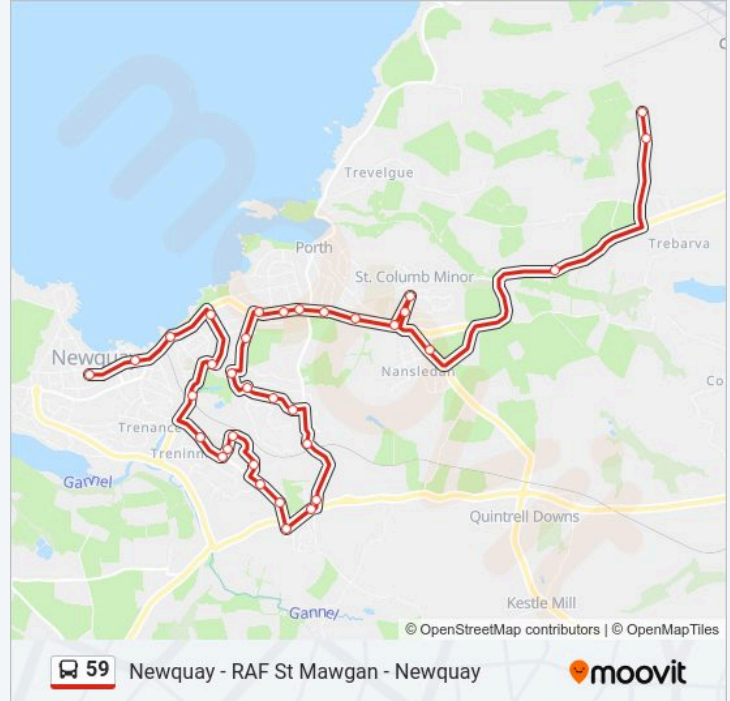 Trevelgue
Trebarva
Porth
St. Columb Minor
Newquay
Nansledan
Co
Trenance
Treninn
Gannel
Quintrell Downs
Gannel
Kestle Mill
© OpenStreetMap contributors | © OpenMapTiles
59 Newquay - RAF St Mawgan - Newquay
moovit